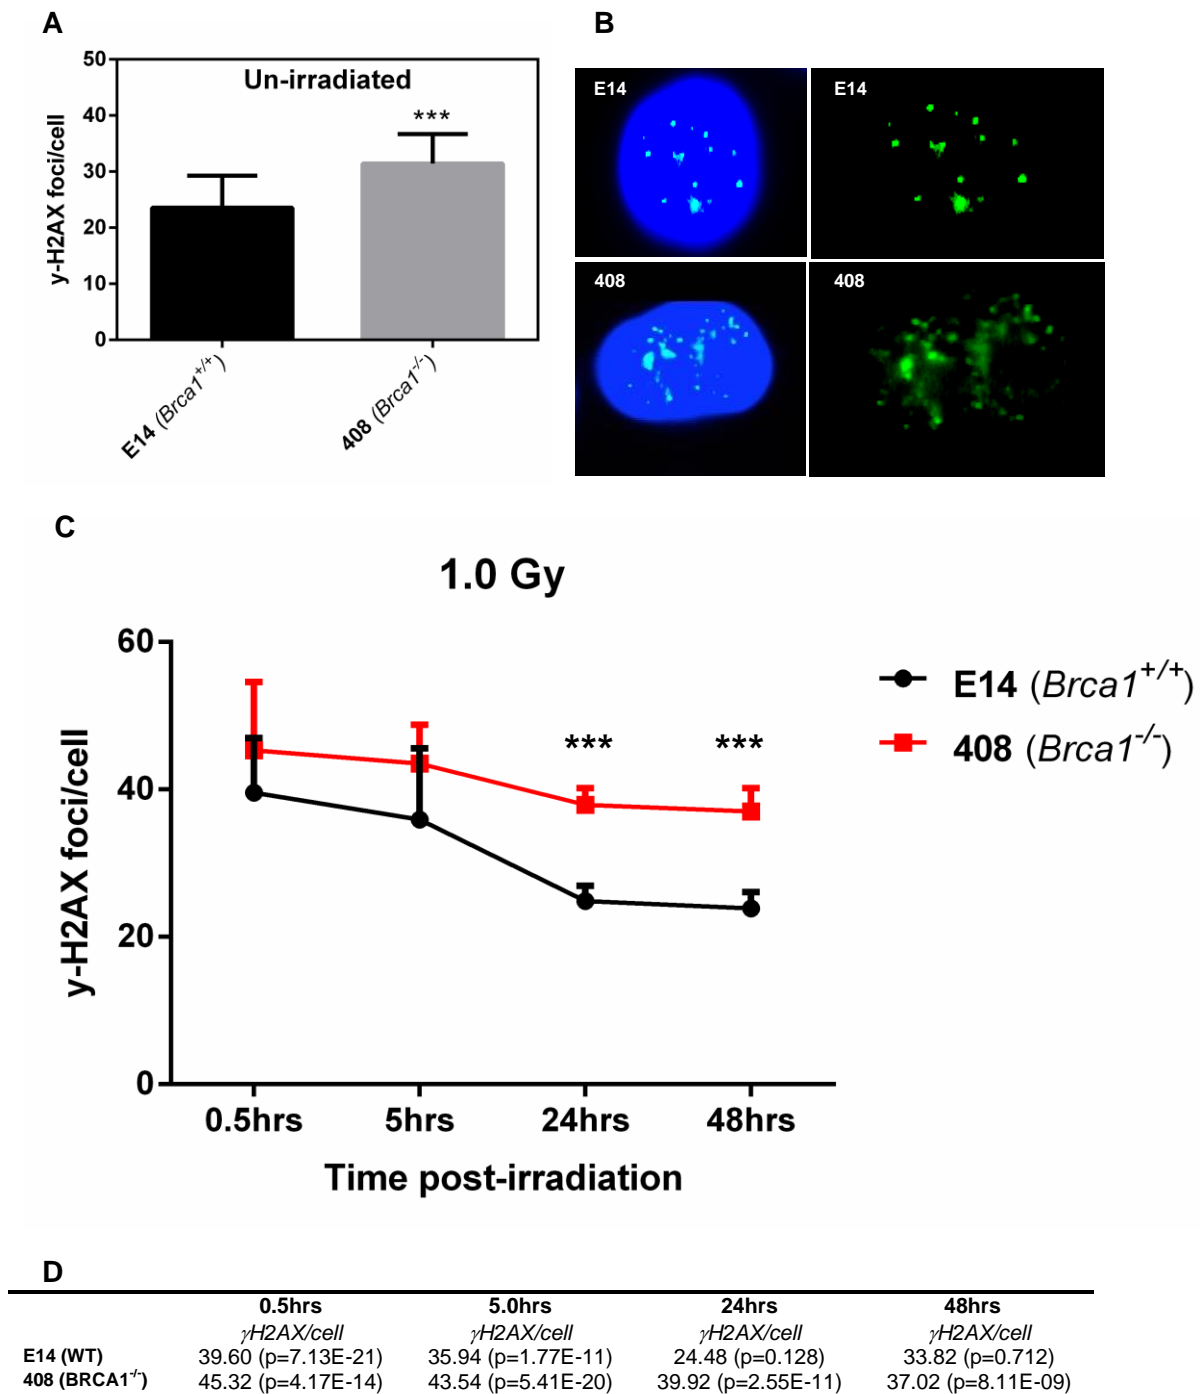 A
50
40
30
20
10
0
Un-irradiated
***
y-H2AX foci/cell
E14 (Brca1+/+)
408 (Brca1-/-)
B
E14
E14
408
408
C
1.0 Gy
60
40
20
0
y-H2AX foci/cell
*** ***
E14 (Brca1+/+)
408 (Brca1-/-)
0.5hrs 5hrs 24hrs 48hrs
Time post-irradiation
D
0.5hrs 5.0hrs 24hrs 48hrs
γH2AX/cell γH2AX/cell γH2AX/cell γH2AX/cell
E14 (WT) 39.60 (p=7.13E-21) 35.94 (p=1.77E-11) 24.48 (p=0.128) 33.82 (p=0.712)
408 (BRCA1-/-) 45.32 (p=4.17E-14) 43.54 (p=5.41E-20) 39.92 (p=2.55E-11) 37.02 (p=8.11E-09)